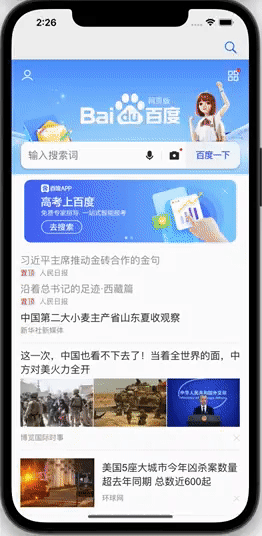 2:26
网页版
Bai du 百度
输入搜索词
百度一下
百度APP
高考上百度
免费专家报码 一站式智能报考
去搜索
习近平主席推动金砖合作的金句
置顶 人民日报
沿着总书记的足迹·西藏篇
置顶 人民日报
中国第二大小麦主产省山东夏收观察
新华社新媒体
这一次，中国也看不下去了！当着全世界的面，中
方对美火力全开
中华人民共和国外交部
博览国际时事
美国5座大城市今年凶杀案数量
超去年同期 总数近600起
环球网